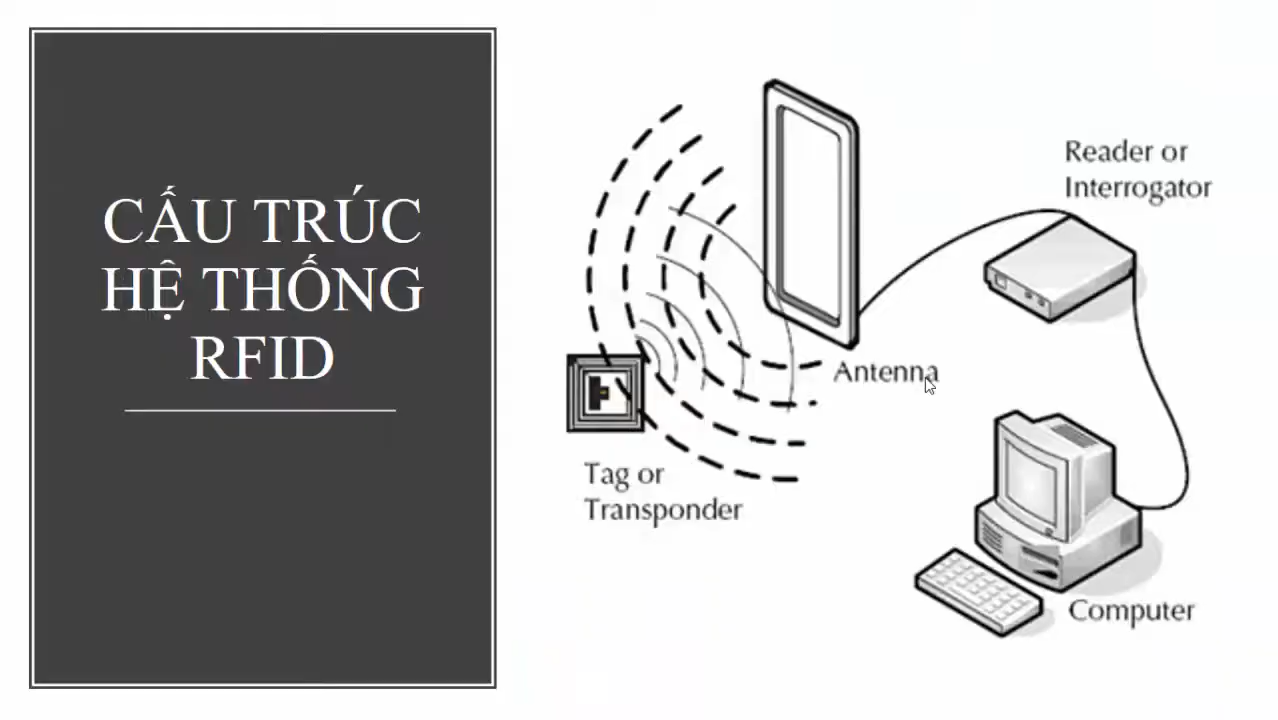 CẤU TRÚC
HỆ THỐNG
RFID
Reader or
Interrogator
Antenna
Tag or
Transponder
Computer